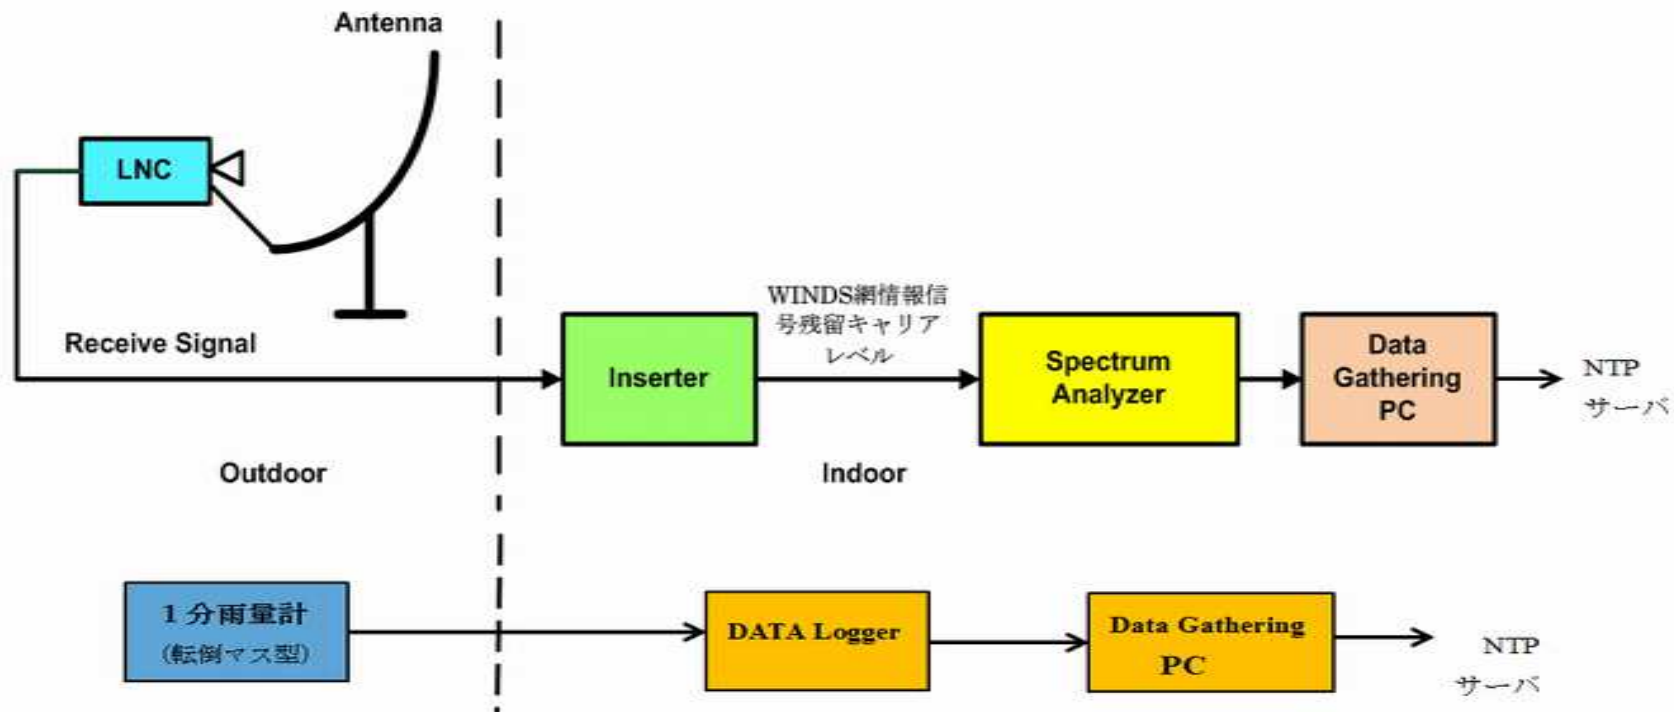 Antenna
LNC
WINDS網情報信
号残留キャリア
レベル
Receive Signal
Inserter
Spectrum
Analyzer
Data
Gathering
PC
NTP
サーバ
Outdoor
Indoor
1分雨量計
(転倒マス型)
DATA Logger
Data Gathering
PC
NTP
サーバ